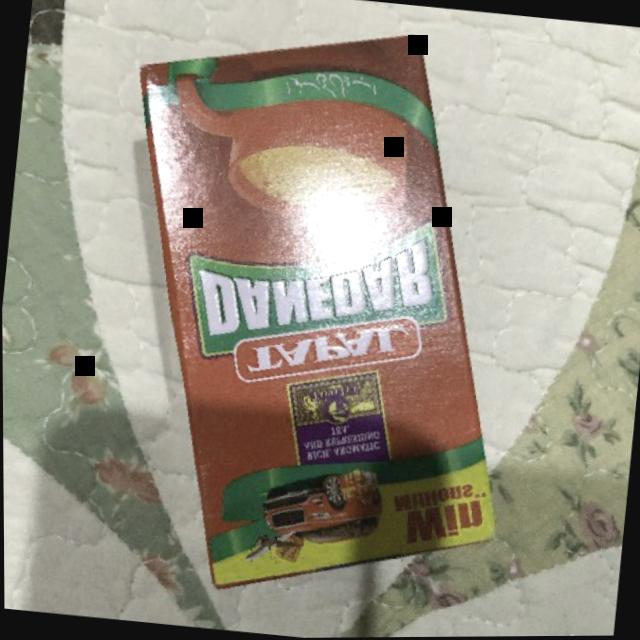 Win
Millions..
RICH, AROMATIC
AND REFRESHING
TEA
TAPAL
DANEDAR